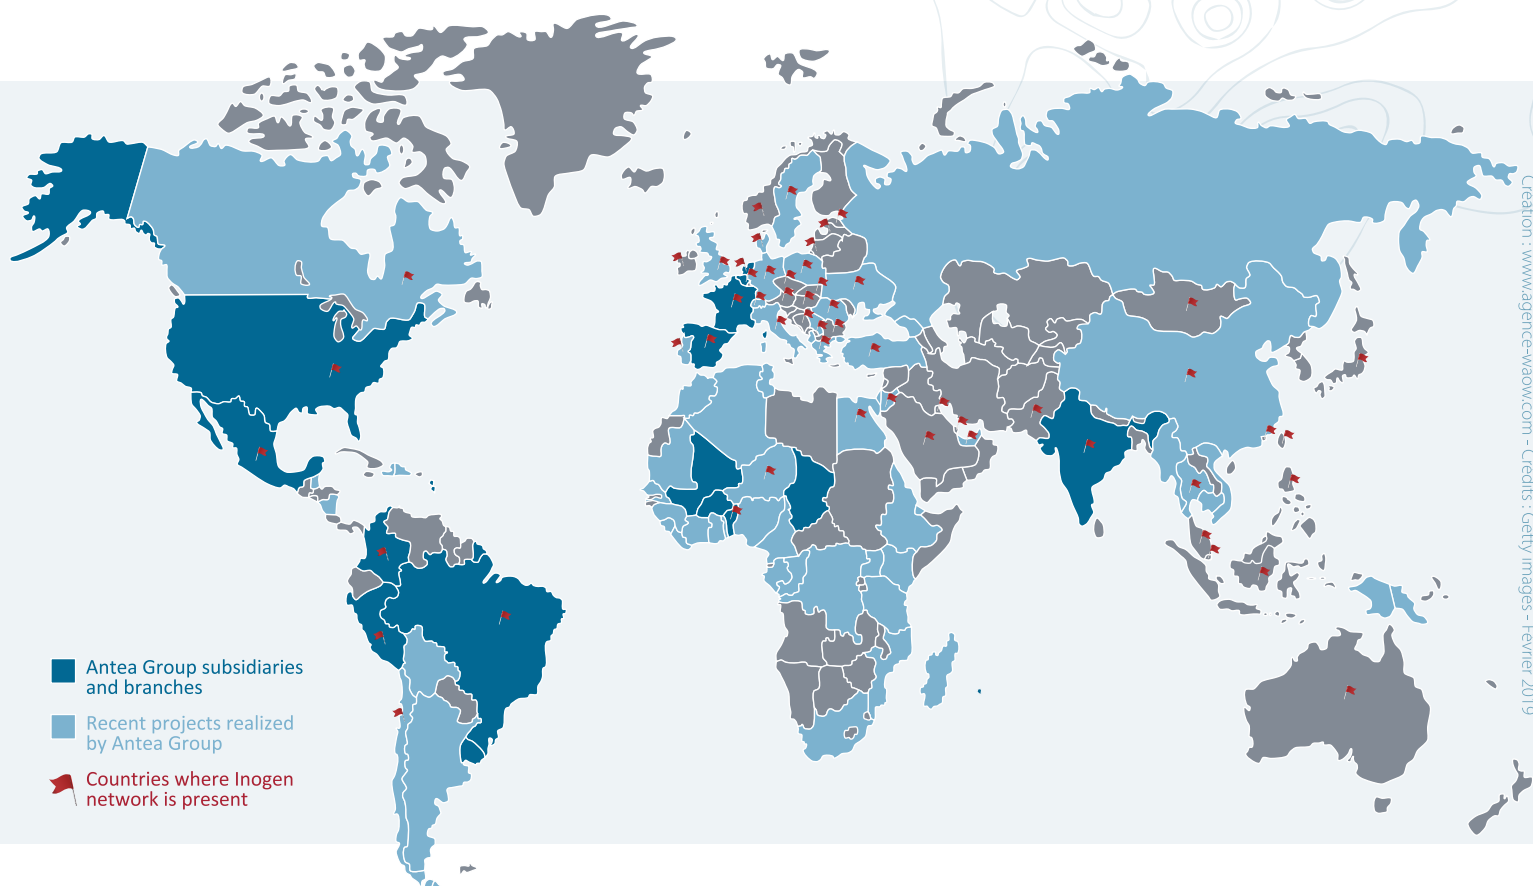 Antea Group subsidiaries
and branches
Recent projects realized
by Antea Group
Countries where Inogen
network is present
Creation : www.agence-waow.com - Credits : Getty images - Fevrier 2019